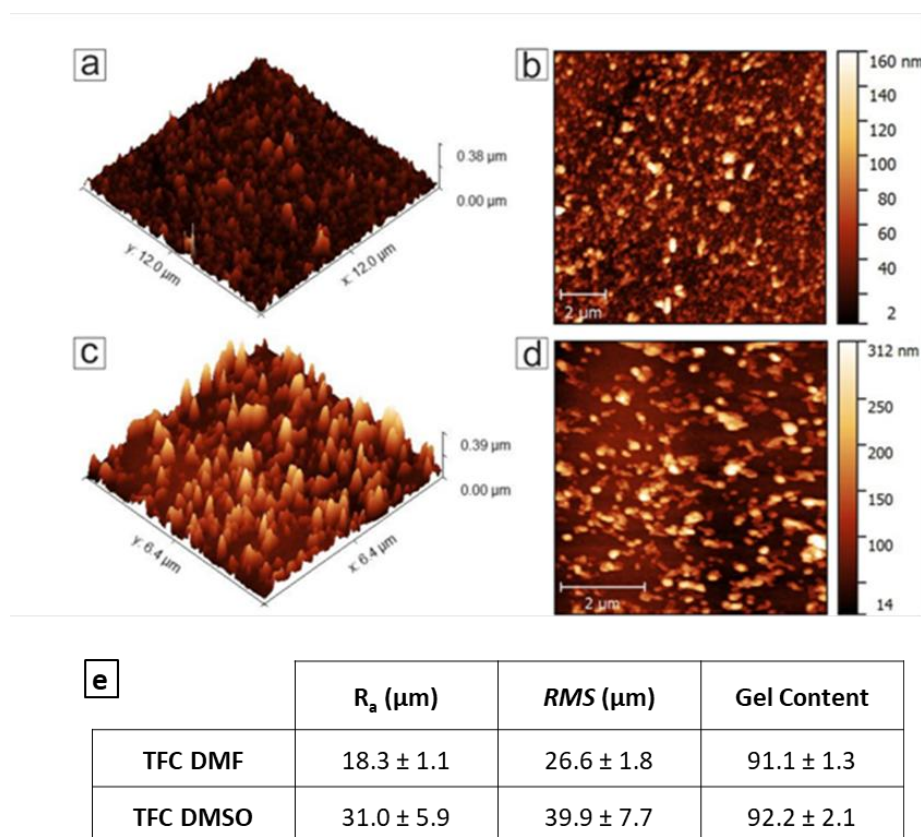 a
0.38 µm
0.00 µm
y: 12.0 µm
x: 12.0 µm
b
2 µm
160 nm
140
120
100
80
60
40
2
c
0.39 µm
0.00 µm
y: 6.4 µm
x: 6.4 µm
d
2 µm
312 nm
250
200
150
100
14
e
Ra (µm) RMS (µm) Gel Content
TFC DMF 18.3 ± 1.1 26.6 ± 1.8 91.1 ± 1.3
TFC DMSO 31.0 ± 5.9 39.9 ± 7.7 92.2 ± 2.1